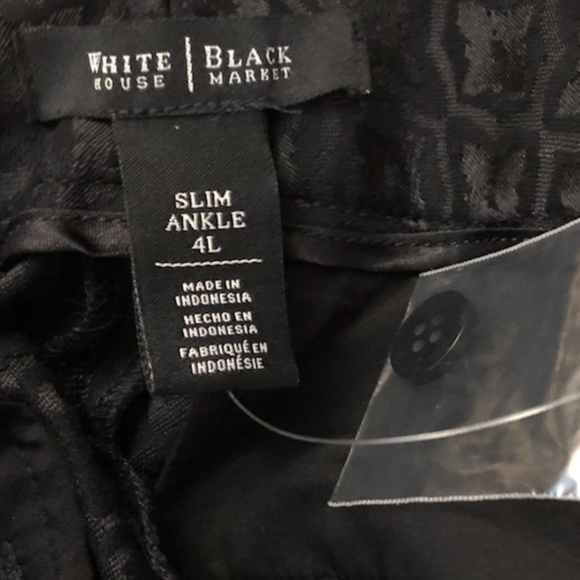 WHITE | BLACK
HOUSE | MARKET
SLIM
ANKLE
4L
MADE IN
INDONESIA
HECHO EN
INDONESIA
FABRIQUÉ EN
INDONÉSIE